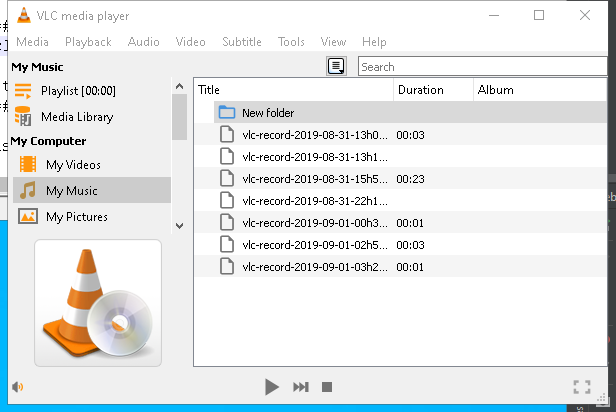 VLC media player
Media Playback Audio Video Subtitle Tools View Help
My Music
Search
Playlist [00:00]
Media Library
My Computer
My Videos
My Music
My Pictures
Title Duration Album
New folder
vlc-record-2019-08-31-13h0... 00:03
vlc-record-2019-08-31-13h1...
vlc-record-2019-08-31-15h5... 00:23
vlc-record-2019-08-31-22h1...
vlc-record-2019-09-01-00h3... 00:01
vlc-record-2019-09-01-02h5... 00:03
vlc-record-2019-09-01-03h2... 00:01